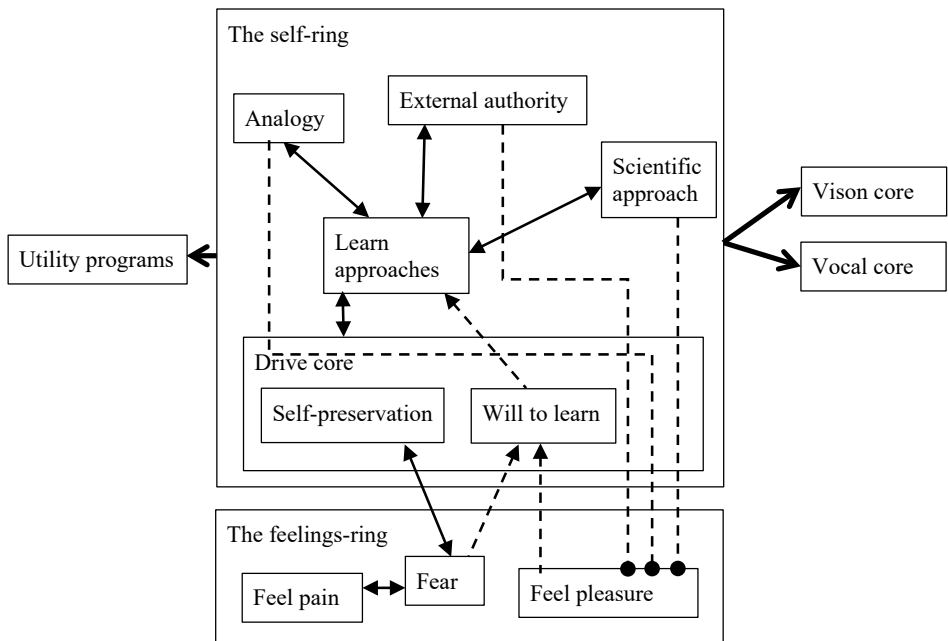 The self-ring
External authority
Analogy
Scientific
approach
Vison core
Learn
approaches
Utility programs
Vocal core
Drive core
Self-preservation
Will to learn
The feelings-ring
Fear
Feel pain
Feel pleasure